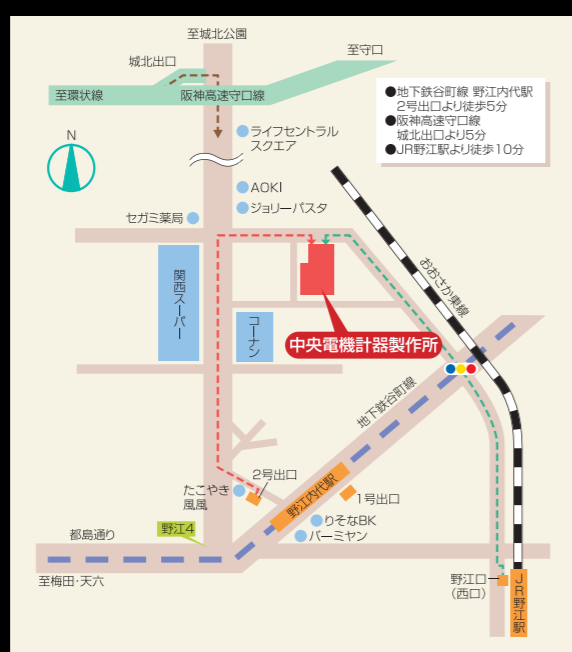 至城北公園
城北出口
至守口
至環状線
阪神高速守口線
●地下鉄谷町線 野江内代駅
2号出口より徒歩5分
●阪神高速守口線
城北出口より5分
●JR野江駅より徒歩10分
N
ライフセントラル
スクエア
AOKI
ジョリーパスタ
セガミ薬局
おおさか東線
関西スーパー
コーナン
中央電機計器製作所
地下鉄谷町線
2号出口
たこやき
風風
野江内代駅
1号出口
りそなBK
バーミヤン
都島通り
野江4
至梅田・天六
野江口
(西口)
JR野江駅